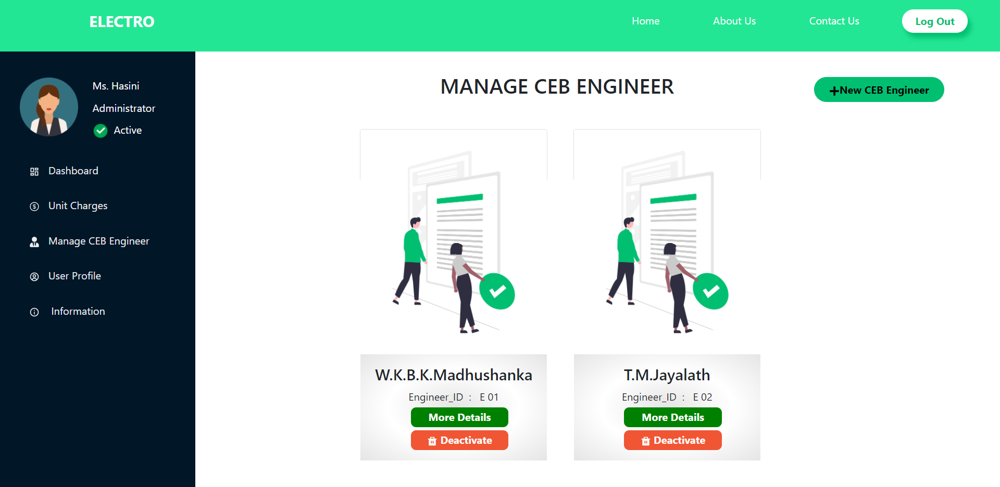 ELECTRO
Home
About Us
Contact Us
Log Out
Ms. Hasini
Administrator
Active
Dashboard
Unit Charges
Manage CEB Engineer
User Profile
Information
MANAGE CEB ENGINEER
+New CEB Engineer
W.K.B.K.Madhushanka
Engineer_ID : E 01
More Details
Deactivate
T.M.Jayalath
Engineer_ID : E 02
More Details
Deactivate